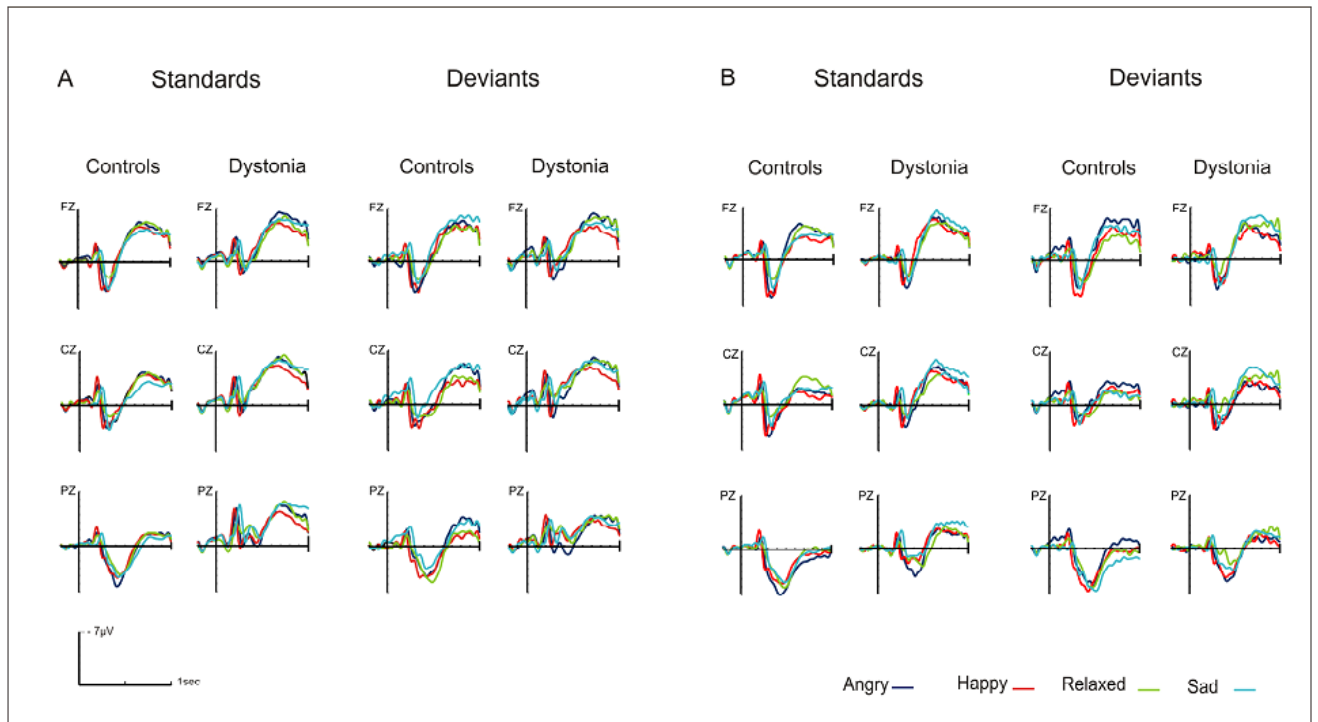 A Standards Deviants B Standards Deviants
Controls Dystonia Controls Dystonia Controls Dystonia Controls Dystonia
FZ FZ FZ FZ FZ FZ FZ FZ
CZ CZ CZ CZ CZ CZ CZ CZ
PZ PZ PZ PZ PZ PZ PZ PZ
- 7µV
1sec
Angry Happy Relaxed Sad